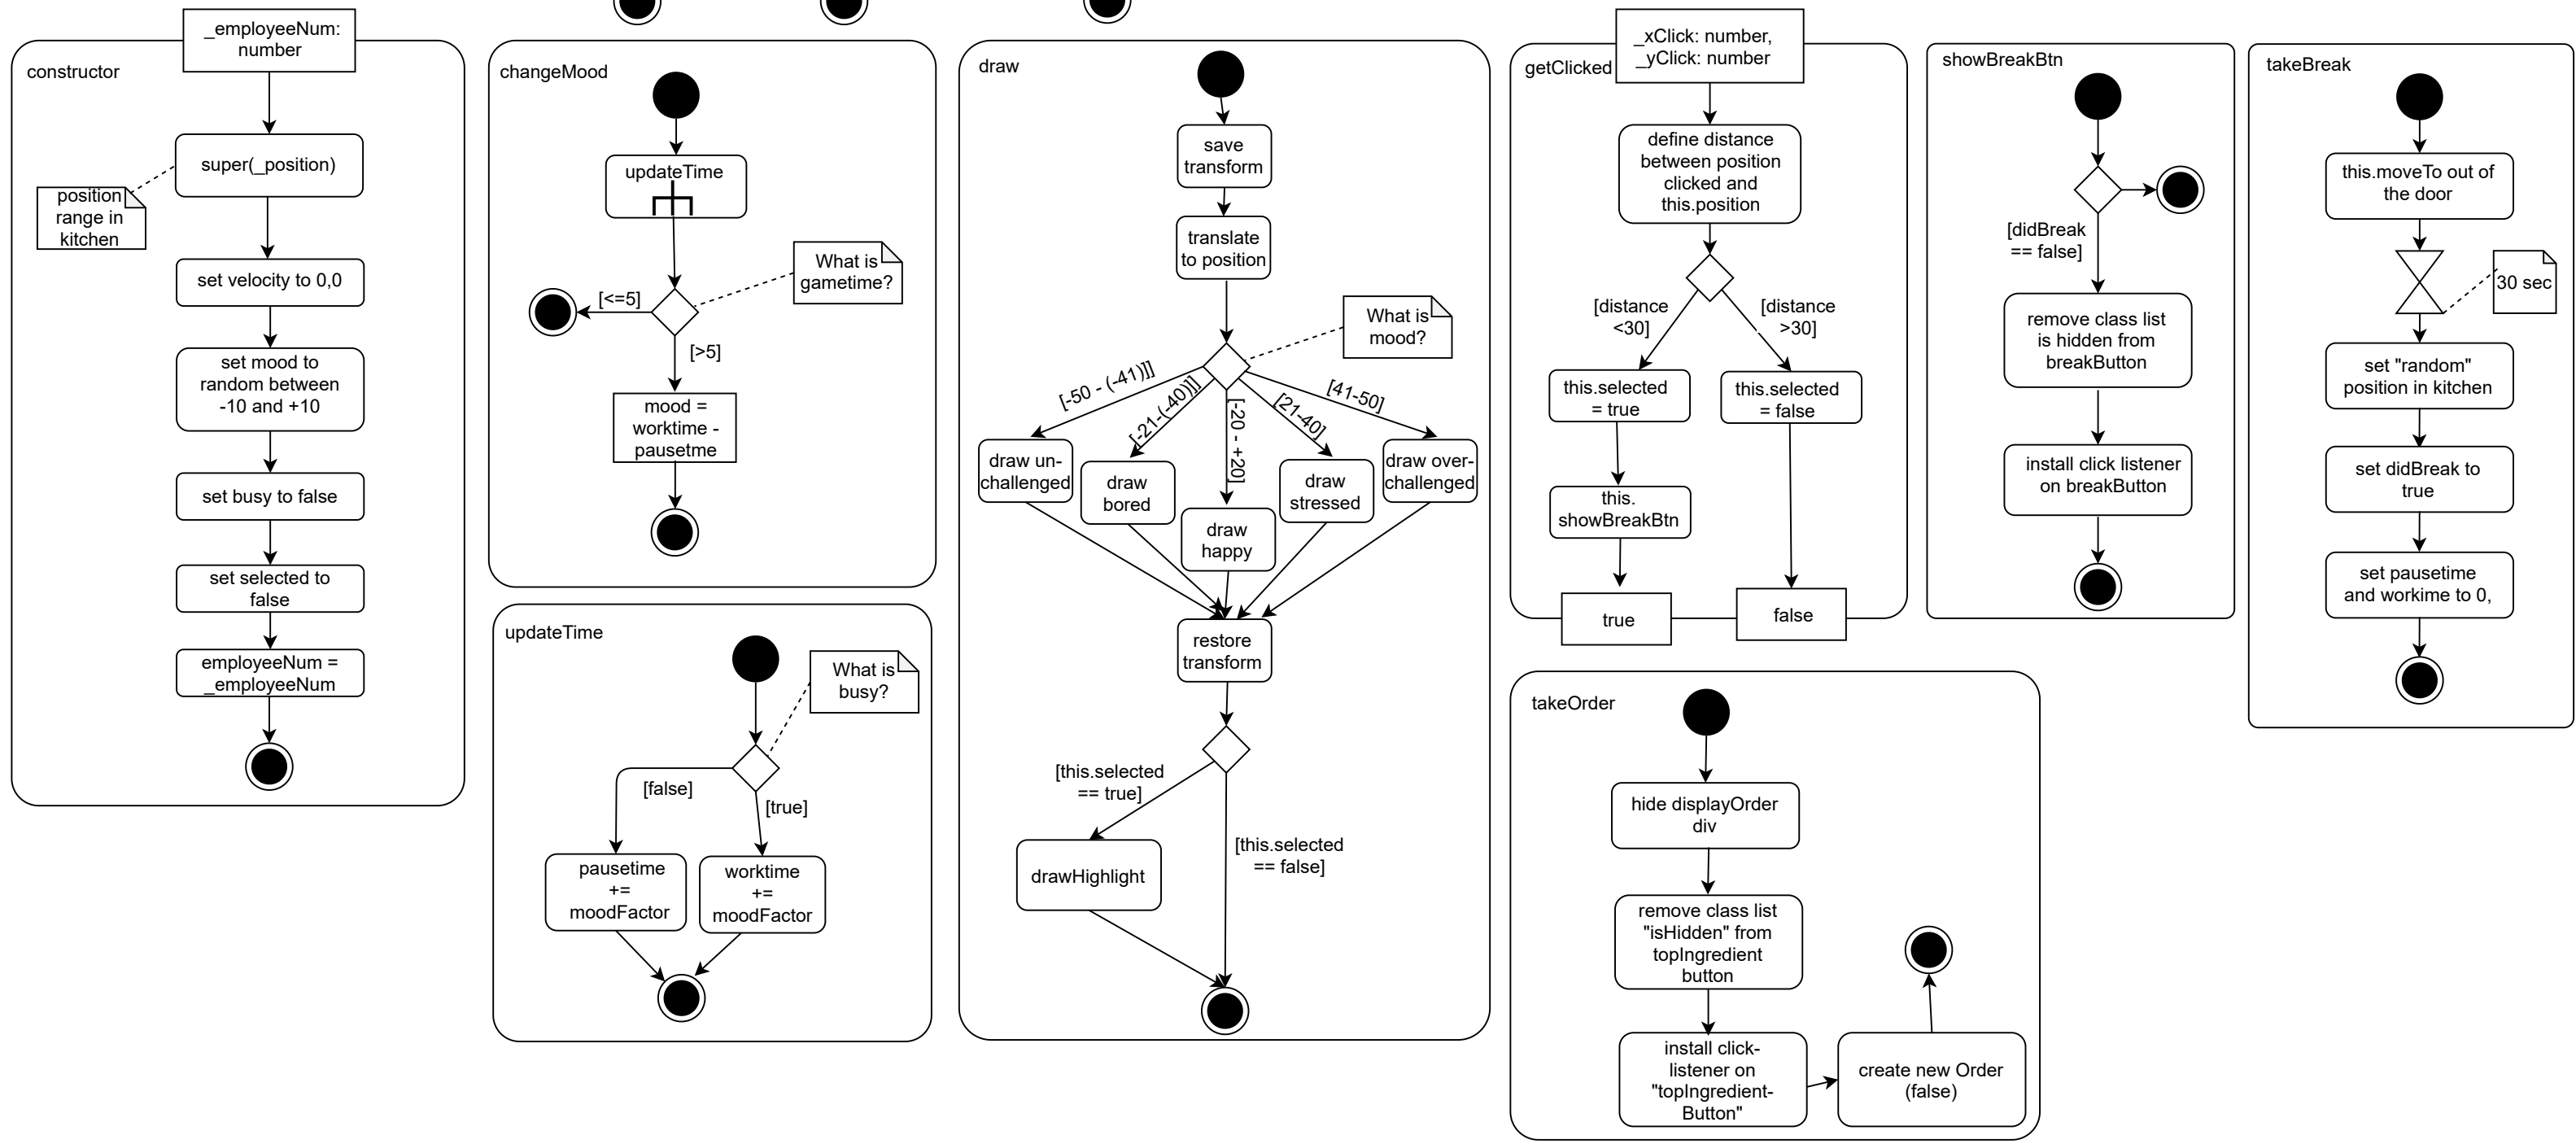 _employeeNum:
number
constructor
super(_position)
position
range in
kitchen
set velocity to 0,0
set mood to
random between
-10 and +10
set busy to false
set selected to
false
employeeNum =
_employeeNum
changeMood
updateTime
What is
gametime?
[<=5]
[>5]
mood =
worktime -
pausetme
updateTime
What is
busy?
[false]
[true]
pausetime
+=
moodFactor
worktime
+=
moodFactor
draw
save
transform
translate
to position
What is
mood?
[-50 - (-41)]]
[-21-(-40)]]
[-20 - +20]
[21-40]
[41-50]
draw un-
challenged
draw
bored
draw
happy
draw
stressed
draw over-
challenged
restore
transform
[this.selected
== true]
[this.selected
== false]
drawHighlight
_xClick: number,
_yClick: number
getClicked
define distance
between position
clicked and
this.position
[distance
<30]
[distance
>30]
this.selected
= true
this.selected
= false
this.
showBreakBtn
true
false
showBreakBtn
[didBreak
== false]
remove class list
is hidden from
breakButton
install click listener
on breakButton
takeBreak
this.moveTo out of
the door
30 sec
set "random"
position in kitchen
set didBreak to
true
set pausetime
and workime to 0,
takeOrder
hide displayOrder
div
remove class list
"isHidden" from
topIngredient
button
install click-
listener on
"topIngredient-
Button"
create new Order
(false)